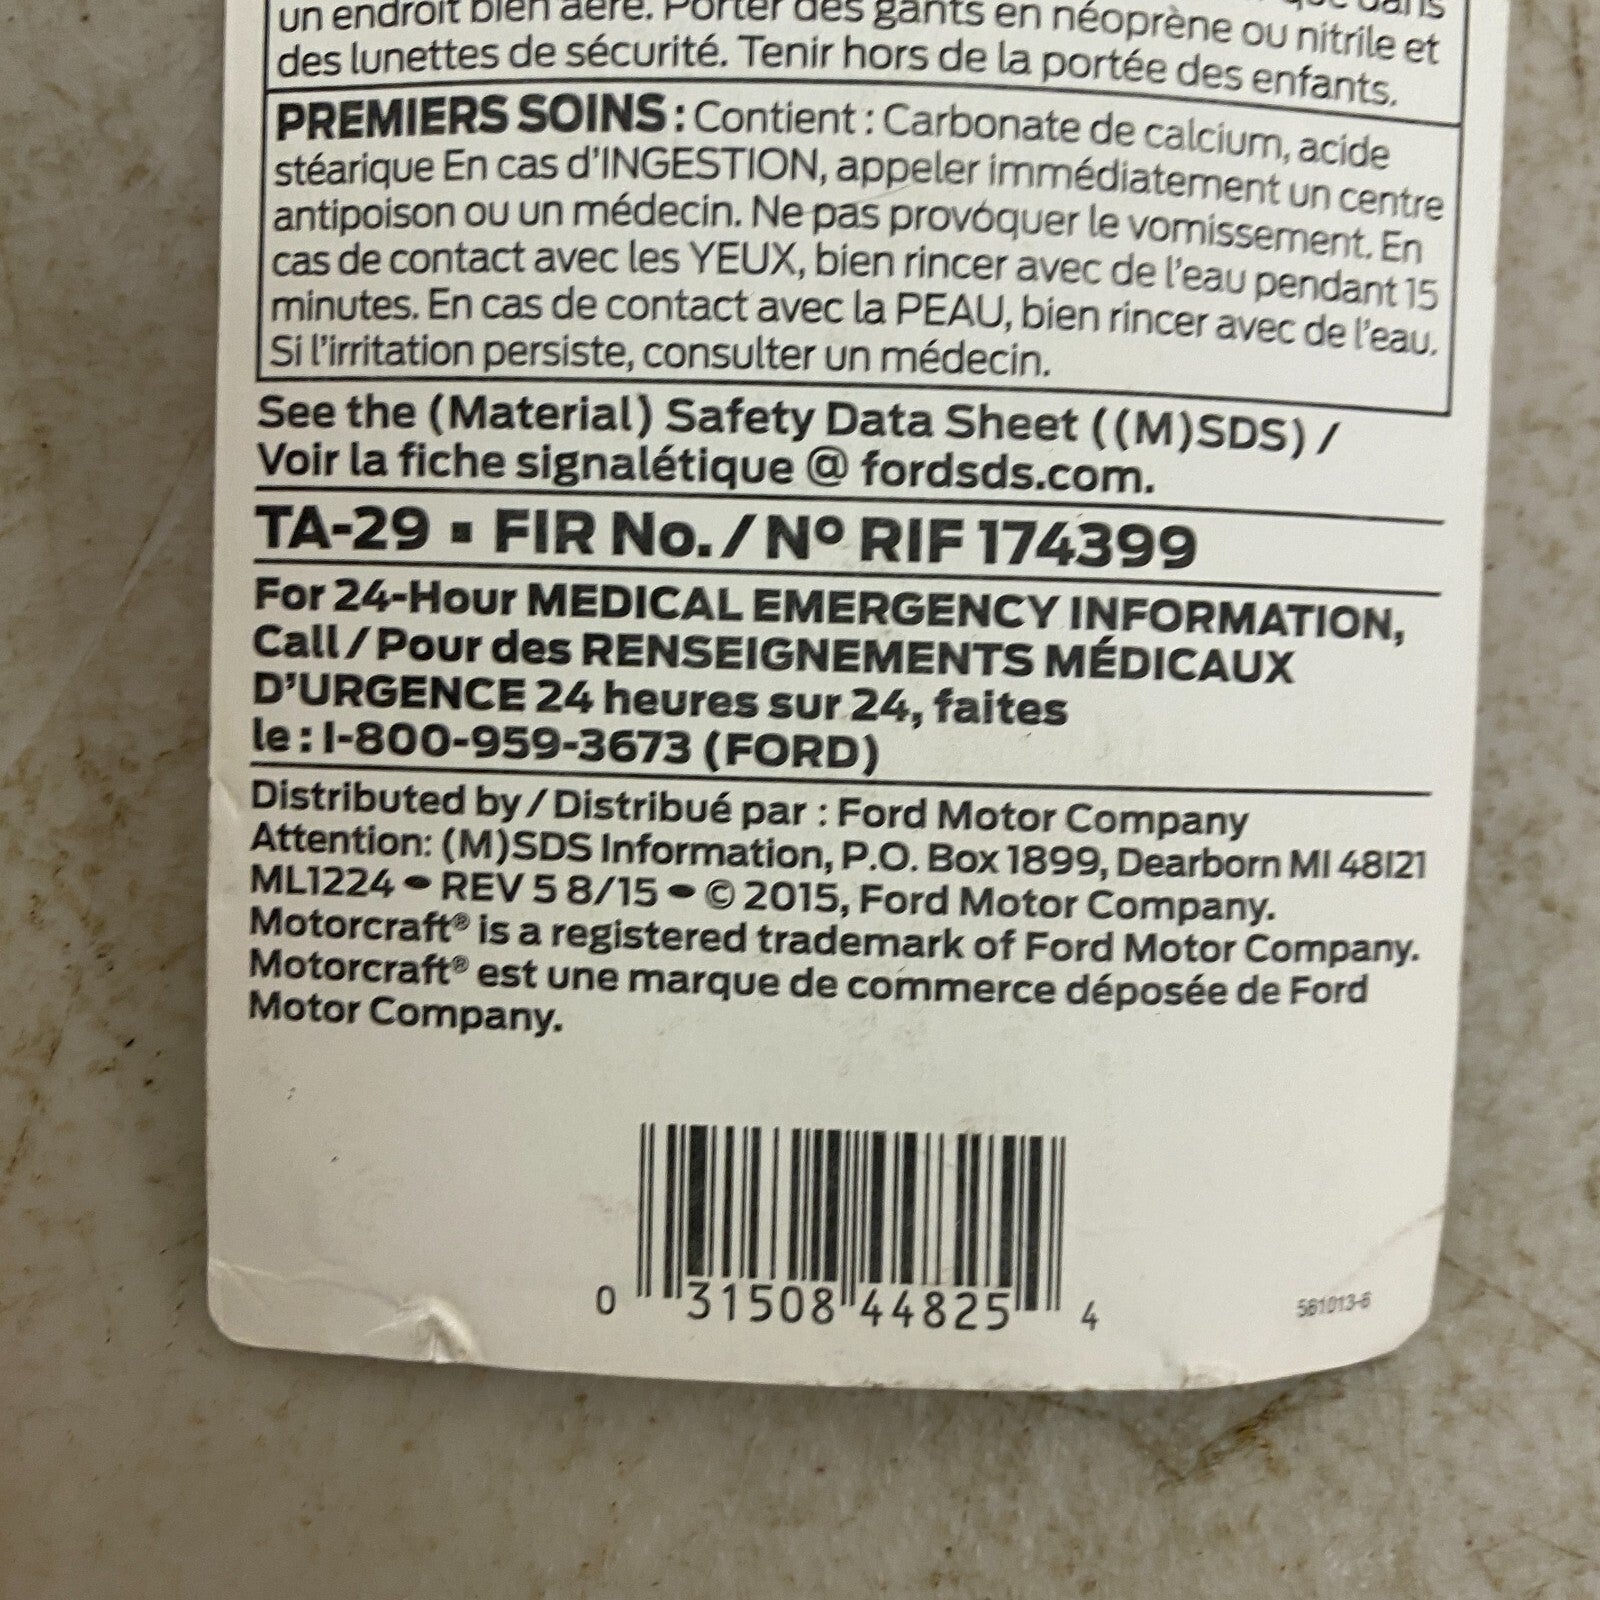 un endroit bien aéré. Porter des gants en néoprène ou nitrile et
des lunettes de sécurité. Tenir hors de la portée des enfants.
PREMIERS SOINS : Contient : Carbonate de calcium, acide
stéarique En cas d'INGESTION, appeler immédiatement un centre
antipoison ou un médecin. Ne pas provoquer le vomissement. En
cas de contact avec les YEUX, bien rincer avec de l'eau pendant 15
minutes. En cas de contact avec la PEAU, bien rincer avec de l'eau.
Si l'irritation persiste, consulter un médecin.
See the (Material) Safety Data Sheet ((M)SDS) /
Voir la fiche signalétique @ fordsds.com.
TA-29 ▪ FIR No. / Nº RIF 174399
For 24-Hour MEDICAL EMERGENCY INFORMATION,
Call / Pour des RENSEIGNEMENTS MÉDICAUX
D'URGENCE 24 heures sur 24, faites
le : 1-800-959-3673 (FORD)
Distributed by / Distribué par : Ford Motor Company
Attention: (M)SDS Information, P.O. Box 1899, Dearborn MI 48121
ML1224 • REV 5 8/15 • © 2015, Ford Motor Company.
Motorcraft® is a registered trademark of Ford Motor Company.
Motorcraft® est une marque de commerce déposée de Ford
Motor Company.
0 31508 44825 4
581013-6